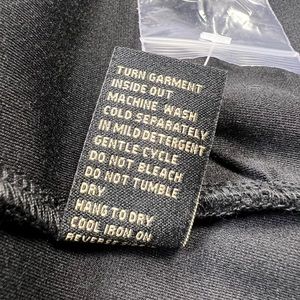 TURN GARMENT
INSIDE OUT
MACHINE WASH
COLD SEPARATELY
IN MILD DETERGENT
GENTLE CYCLE
DO NOT BLEACH
DO NOT TUMBLE
DRY
HANG TO DRY
COOL IRON ON
REVERSE